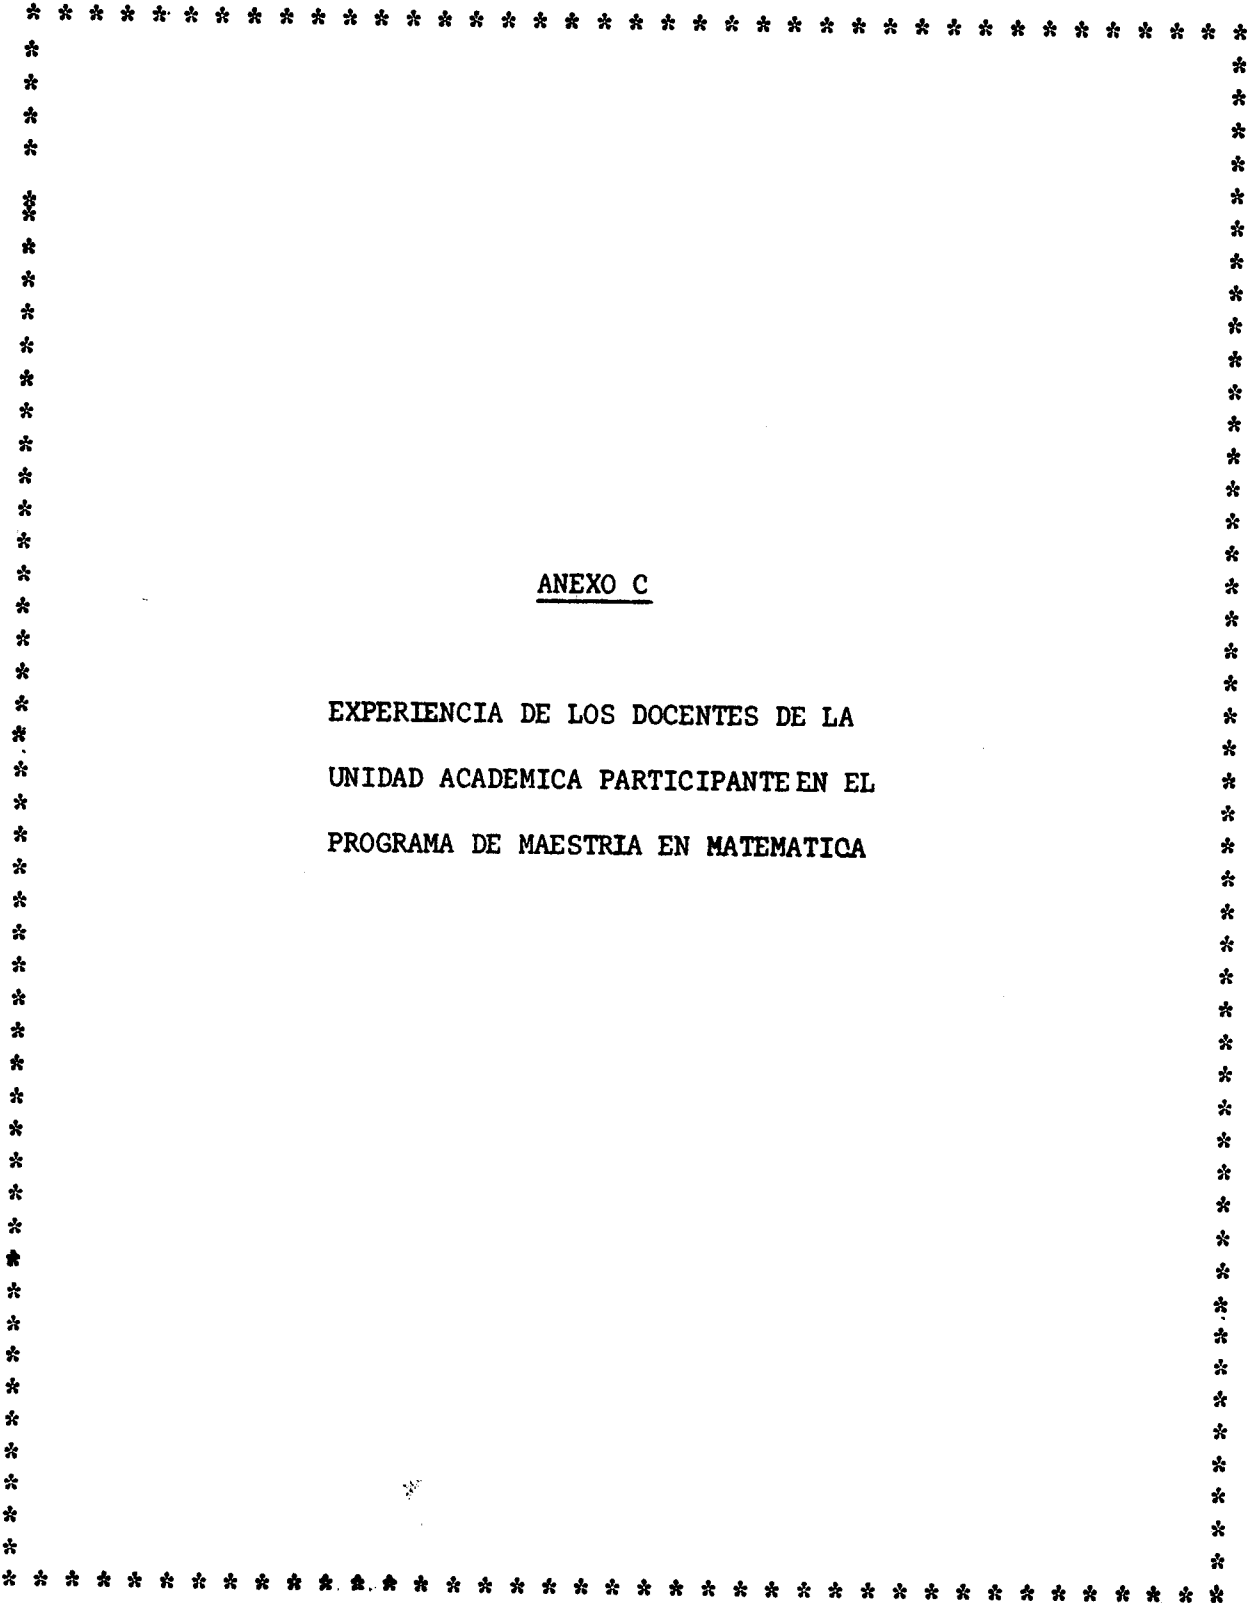 ANEXO C
EXPERIENCIA DE LOS DOCENTES DE LA
UNIDAD ACADEMICA PARTICIPANTE EN EL
PROGRAMA DE MAESTRIA EN MATEMATICA